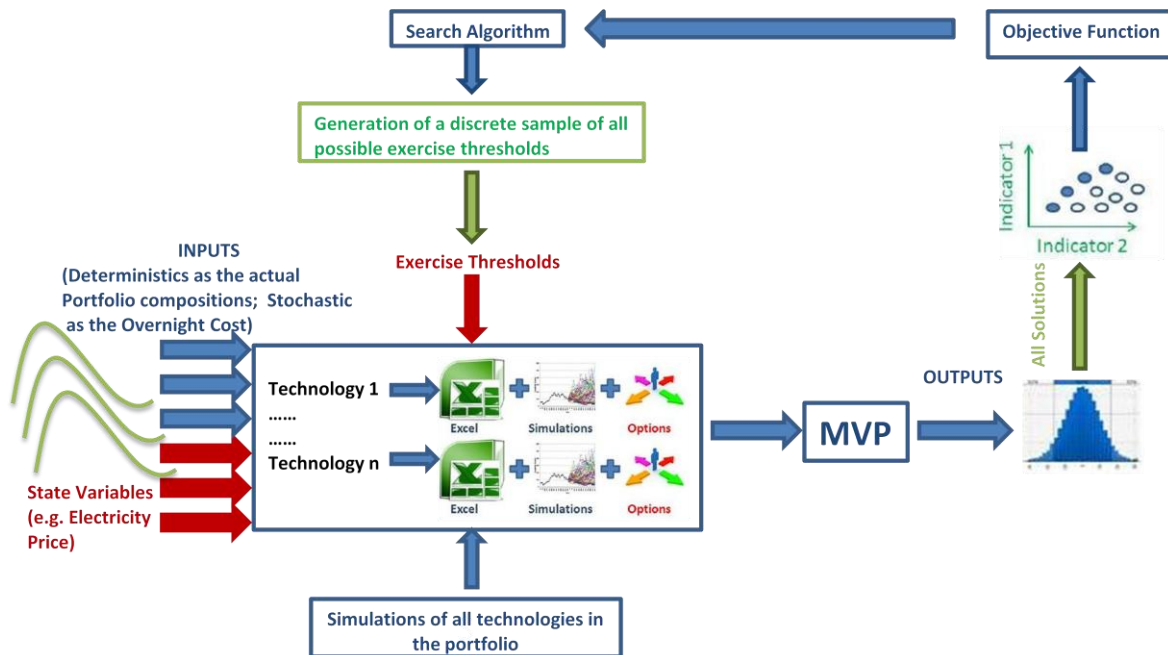 Search Algorithm
Objective Function
Generation of a discrete sample of all
possible exercise thresholds
Indicator 1
Indicator 2
INPUTS
(Deterministics as the actual
Portfolio compositions; Stochastic
as the Overnight Cost)
Exercise Thresholds
All Solutions
Technology 1
......
......
Technology n
Excel
Simulations
Options
Excel
Simulations
Options
MVP
OUTPUTS
State Variables
(e.g. Electricity
Price)
Simulations of all technologies in
the portfolio